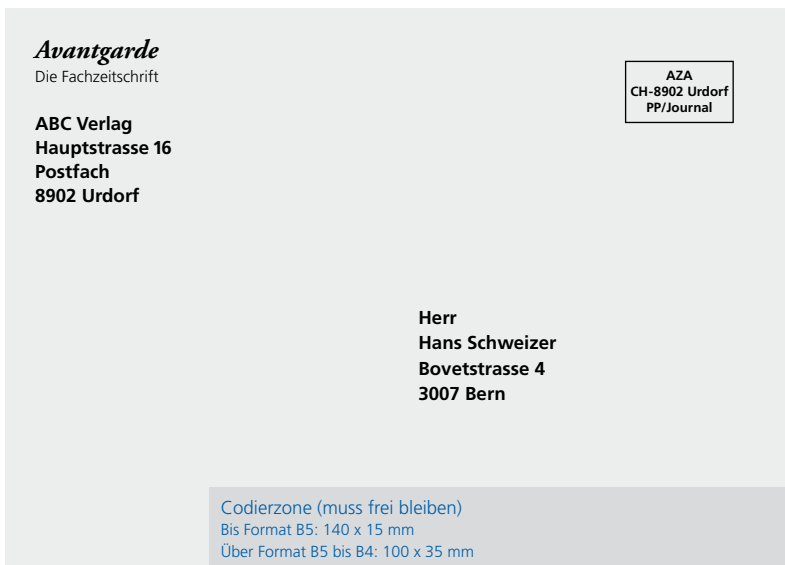 Avantgarde
Die Fachzeitschrift
ABC Verlag
Hauptstrasse 16
Postfach
8902 Urdorf
AZA
CH-8902 Urdorf
PP/Journal
Herr
Hans Schweizer
Bovetstrasse 4
3007 Bern
Codierzone (muss frei bleiben)
Bis Format B5: 140 x 15 mm
Über Format B5 bis B4: 100 x 35 mm